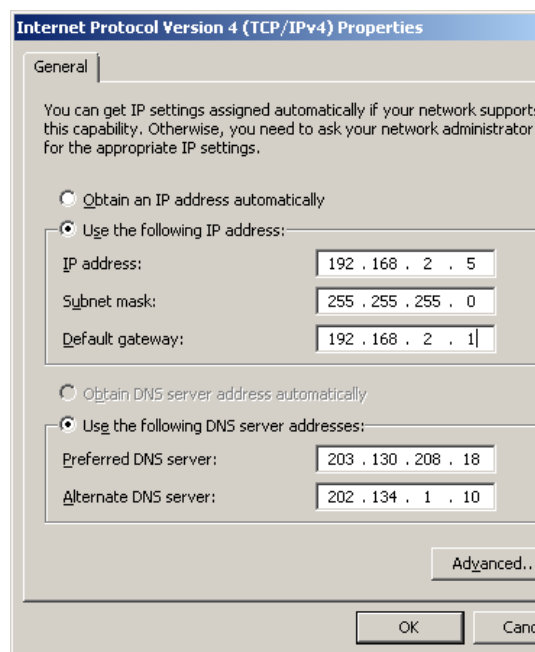 Internet Protocol Version 4 (TCP/IPv4) Properties
General
You can get IP settings assigned automatically if your network supports
this capability. Otherwise, you need to ask your network administrator
for the appropriate IP settings.
Obtain an IP address automatically
Use the following IP address:
IP address: 192 . 168 . 2 . 5
Subnet mask: 255 . 255 . 255 . 0
Default gateway: 192 . 168 . 2 . 1
Obtain DNS server address automatically
Use the following DNS server addresses:
Preferred DNS server: 203 . 130 . 208 . 18
Alternate DNS server: 202 . 134 . 1 . 10
Advanced..
OK Canc